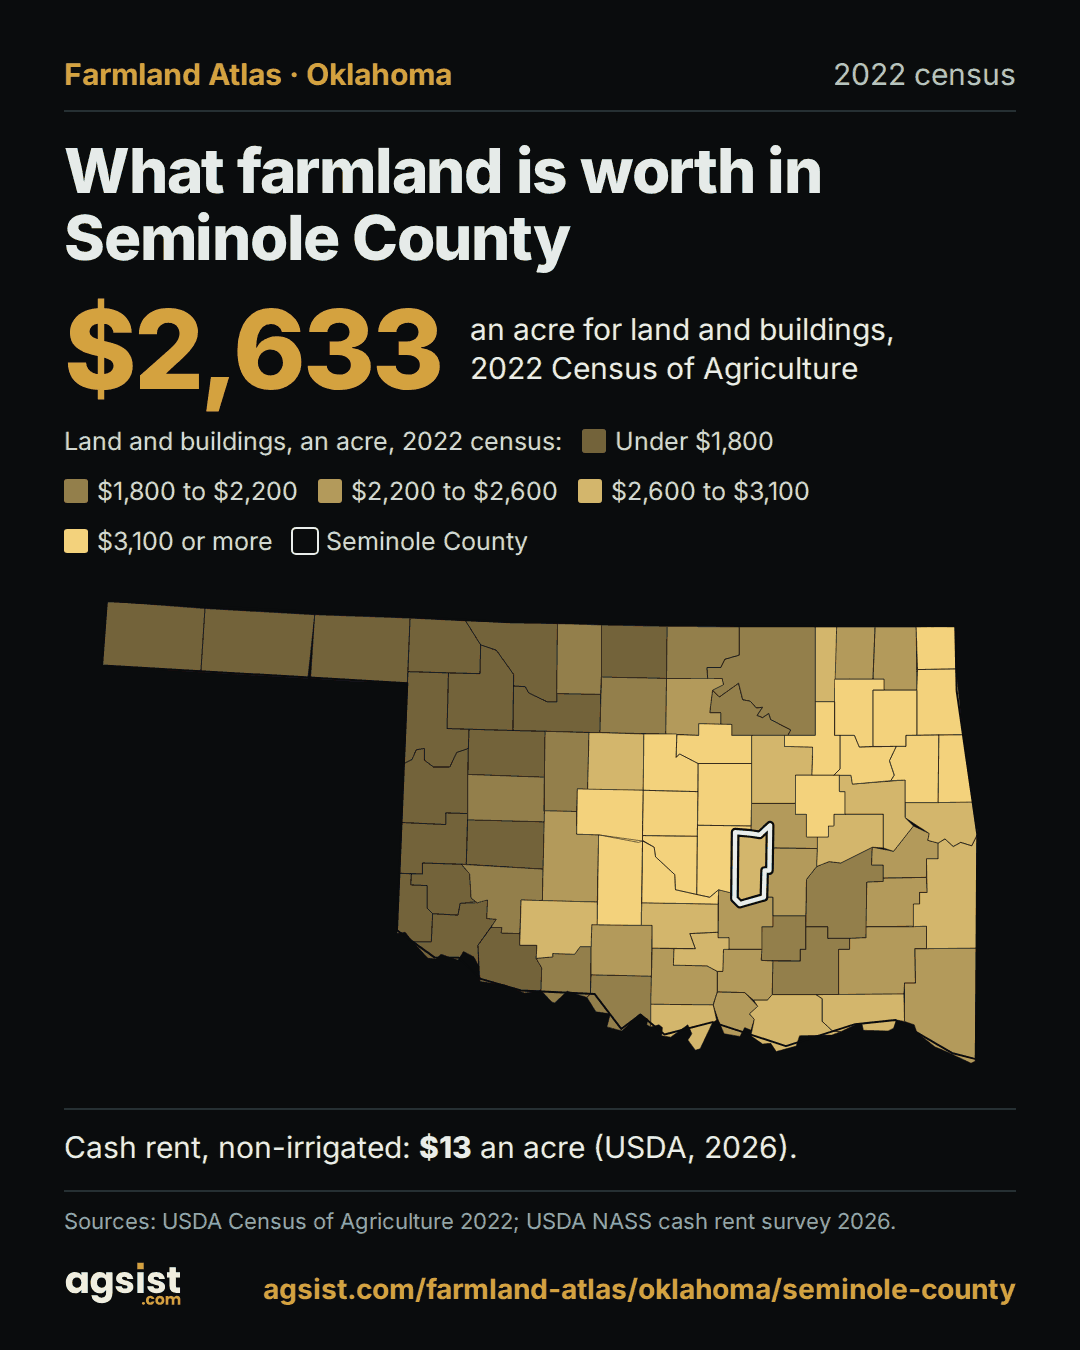 Farmland Atlas · Oklahoma
2022 census
What farmland is worth in
Seminole County
$2,633
an acre for land and buildings,
2022 Census of Agriculture
Land and buildings, an acre, 2022 census: Under $1,800
$1,800 to $2,200 $2,200 to $2,600 $2,600 to $3,100
$3,100 or more Seminole County
Cash rent, non-irrigated: $13 an acre (USDA, 2026).
Sources: USDA Census of Agriculture 2022; USDA NASS cash rent survey 2026.
agsist
.com
agsist.com/farmland-atlas/oklahoma/seminole-county